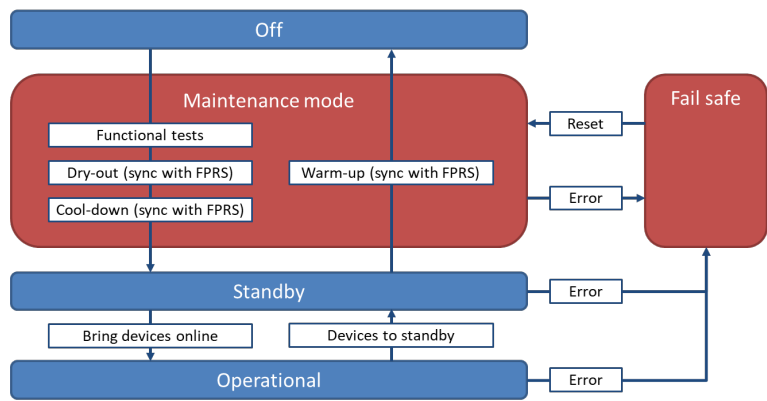 Off
Maintenance mode
Fail safe
Functional tests
Reset
Dry-out (sync with FPRS)
Warm-up (sync with FPRS)
Cool-down (sync with FPRS)
Error
Standby
Error
Bring devices online
Devices to standby
Operational
Error